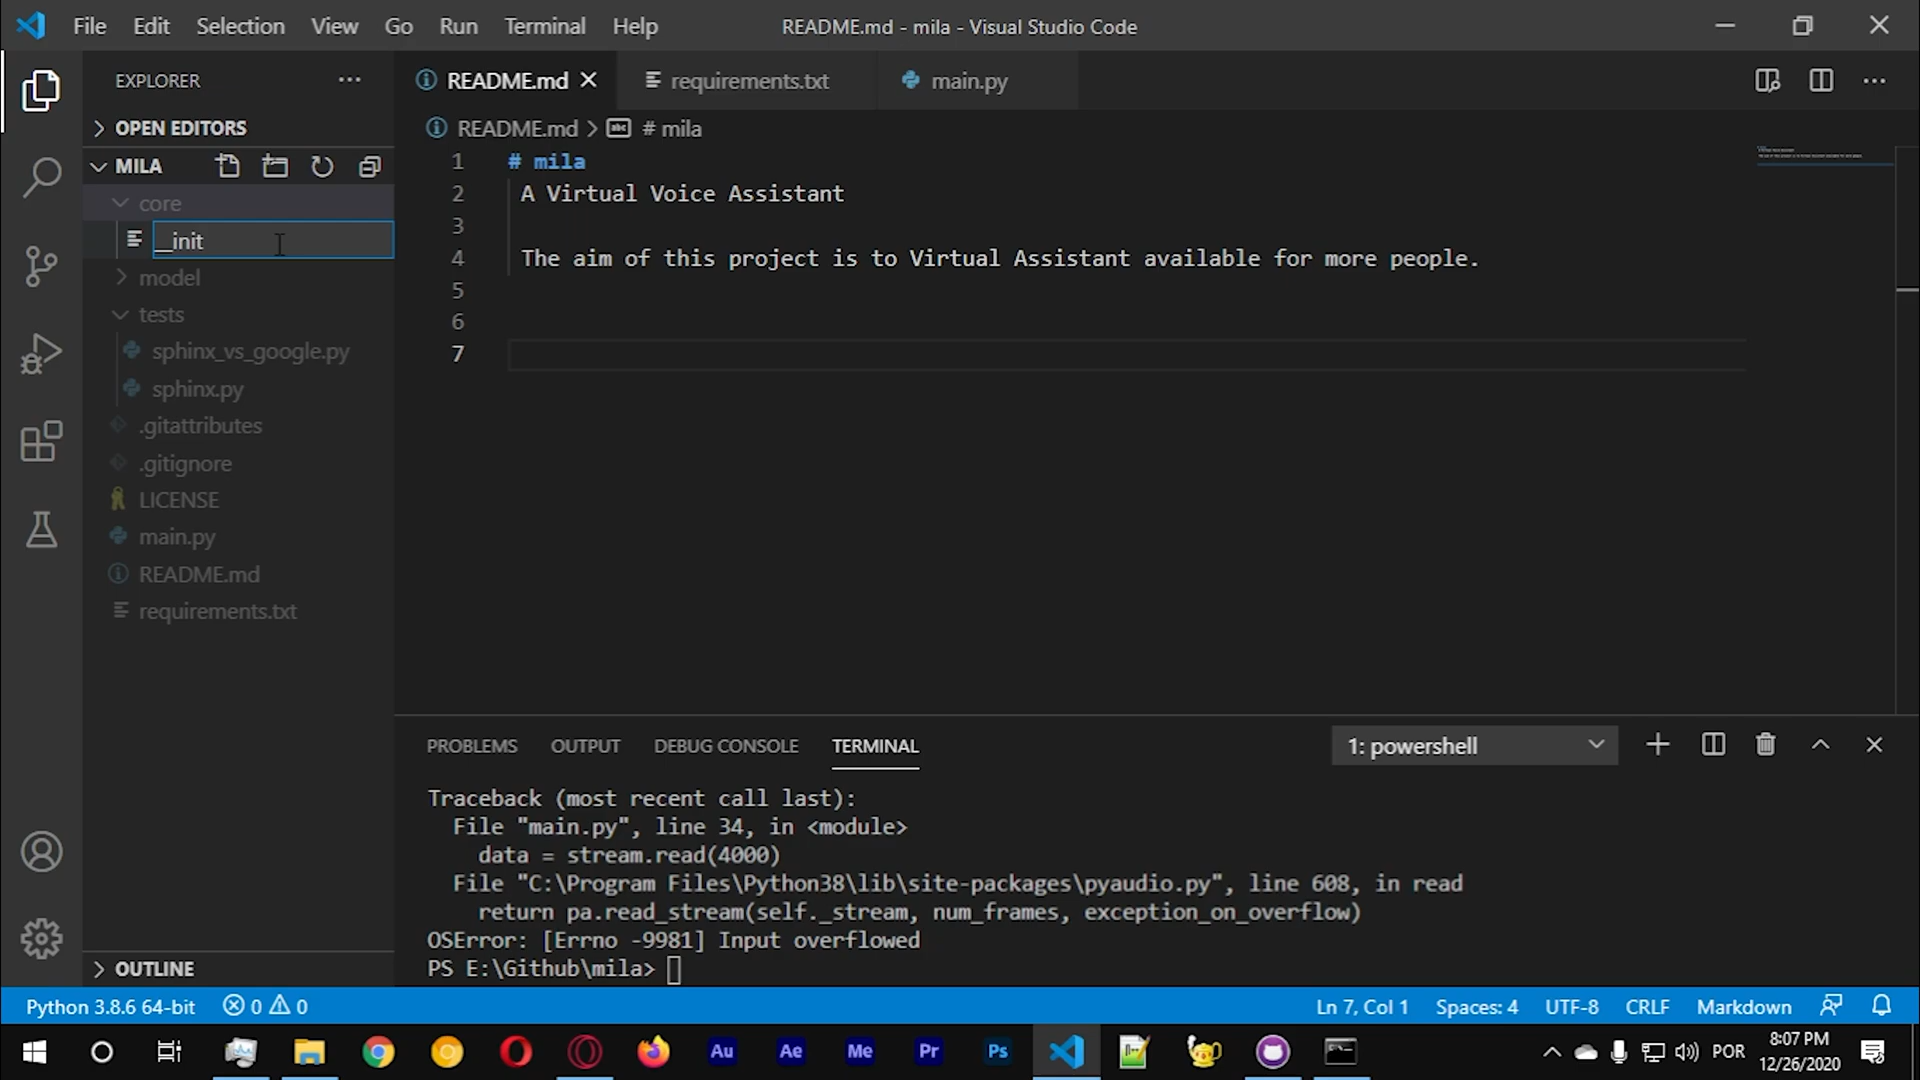 File Edit Selection View Go Run Terminal Help README.md - mila - Visual Studio Code
EXPLORER
README.md
requirements.txt
main.py
OPEN EDITORS
README.md > # mila
MILA
core
__init
model
tests
sphinx_vs_google.py
sphinx.py
.gitattributes
.gitignore
LICENSE
main.py
README.md
requirements.txt
OUTLINE
1 # mila
2 A Virtual Voice Assistant
3
4 The aim of this project is to Virtual Assistant available for more people.
5
6
7
PROBLEMS OUTPUT DEBUG CONSOLE TERMINAL 1: powershell
Traceback (most recent call last):
File "main.py", line 34, in <module>
data = stream.read(4000)
File "C:\Program Files\Python38\lib\site-packages\pyaudio.py", line 608, in read
return pa.read_stream(self._stream, num_frames, exception_on_overflow)
OSError: [Errno -9981] Input overflowed
PS E:\Github\mila>
Python 3.8.6 64-bit 0 0 Ln 7, Col 1 Spaces: 4 UTF-8 CRLF Markdown
Au Ae Me Pr Ps POR 8:07 PM
12/26/2020